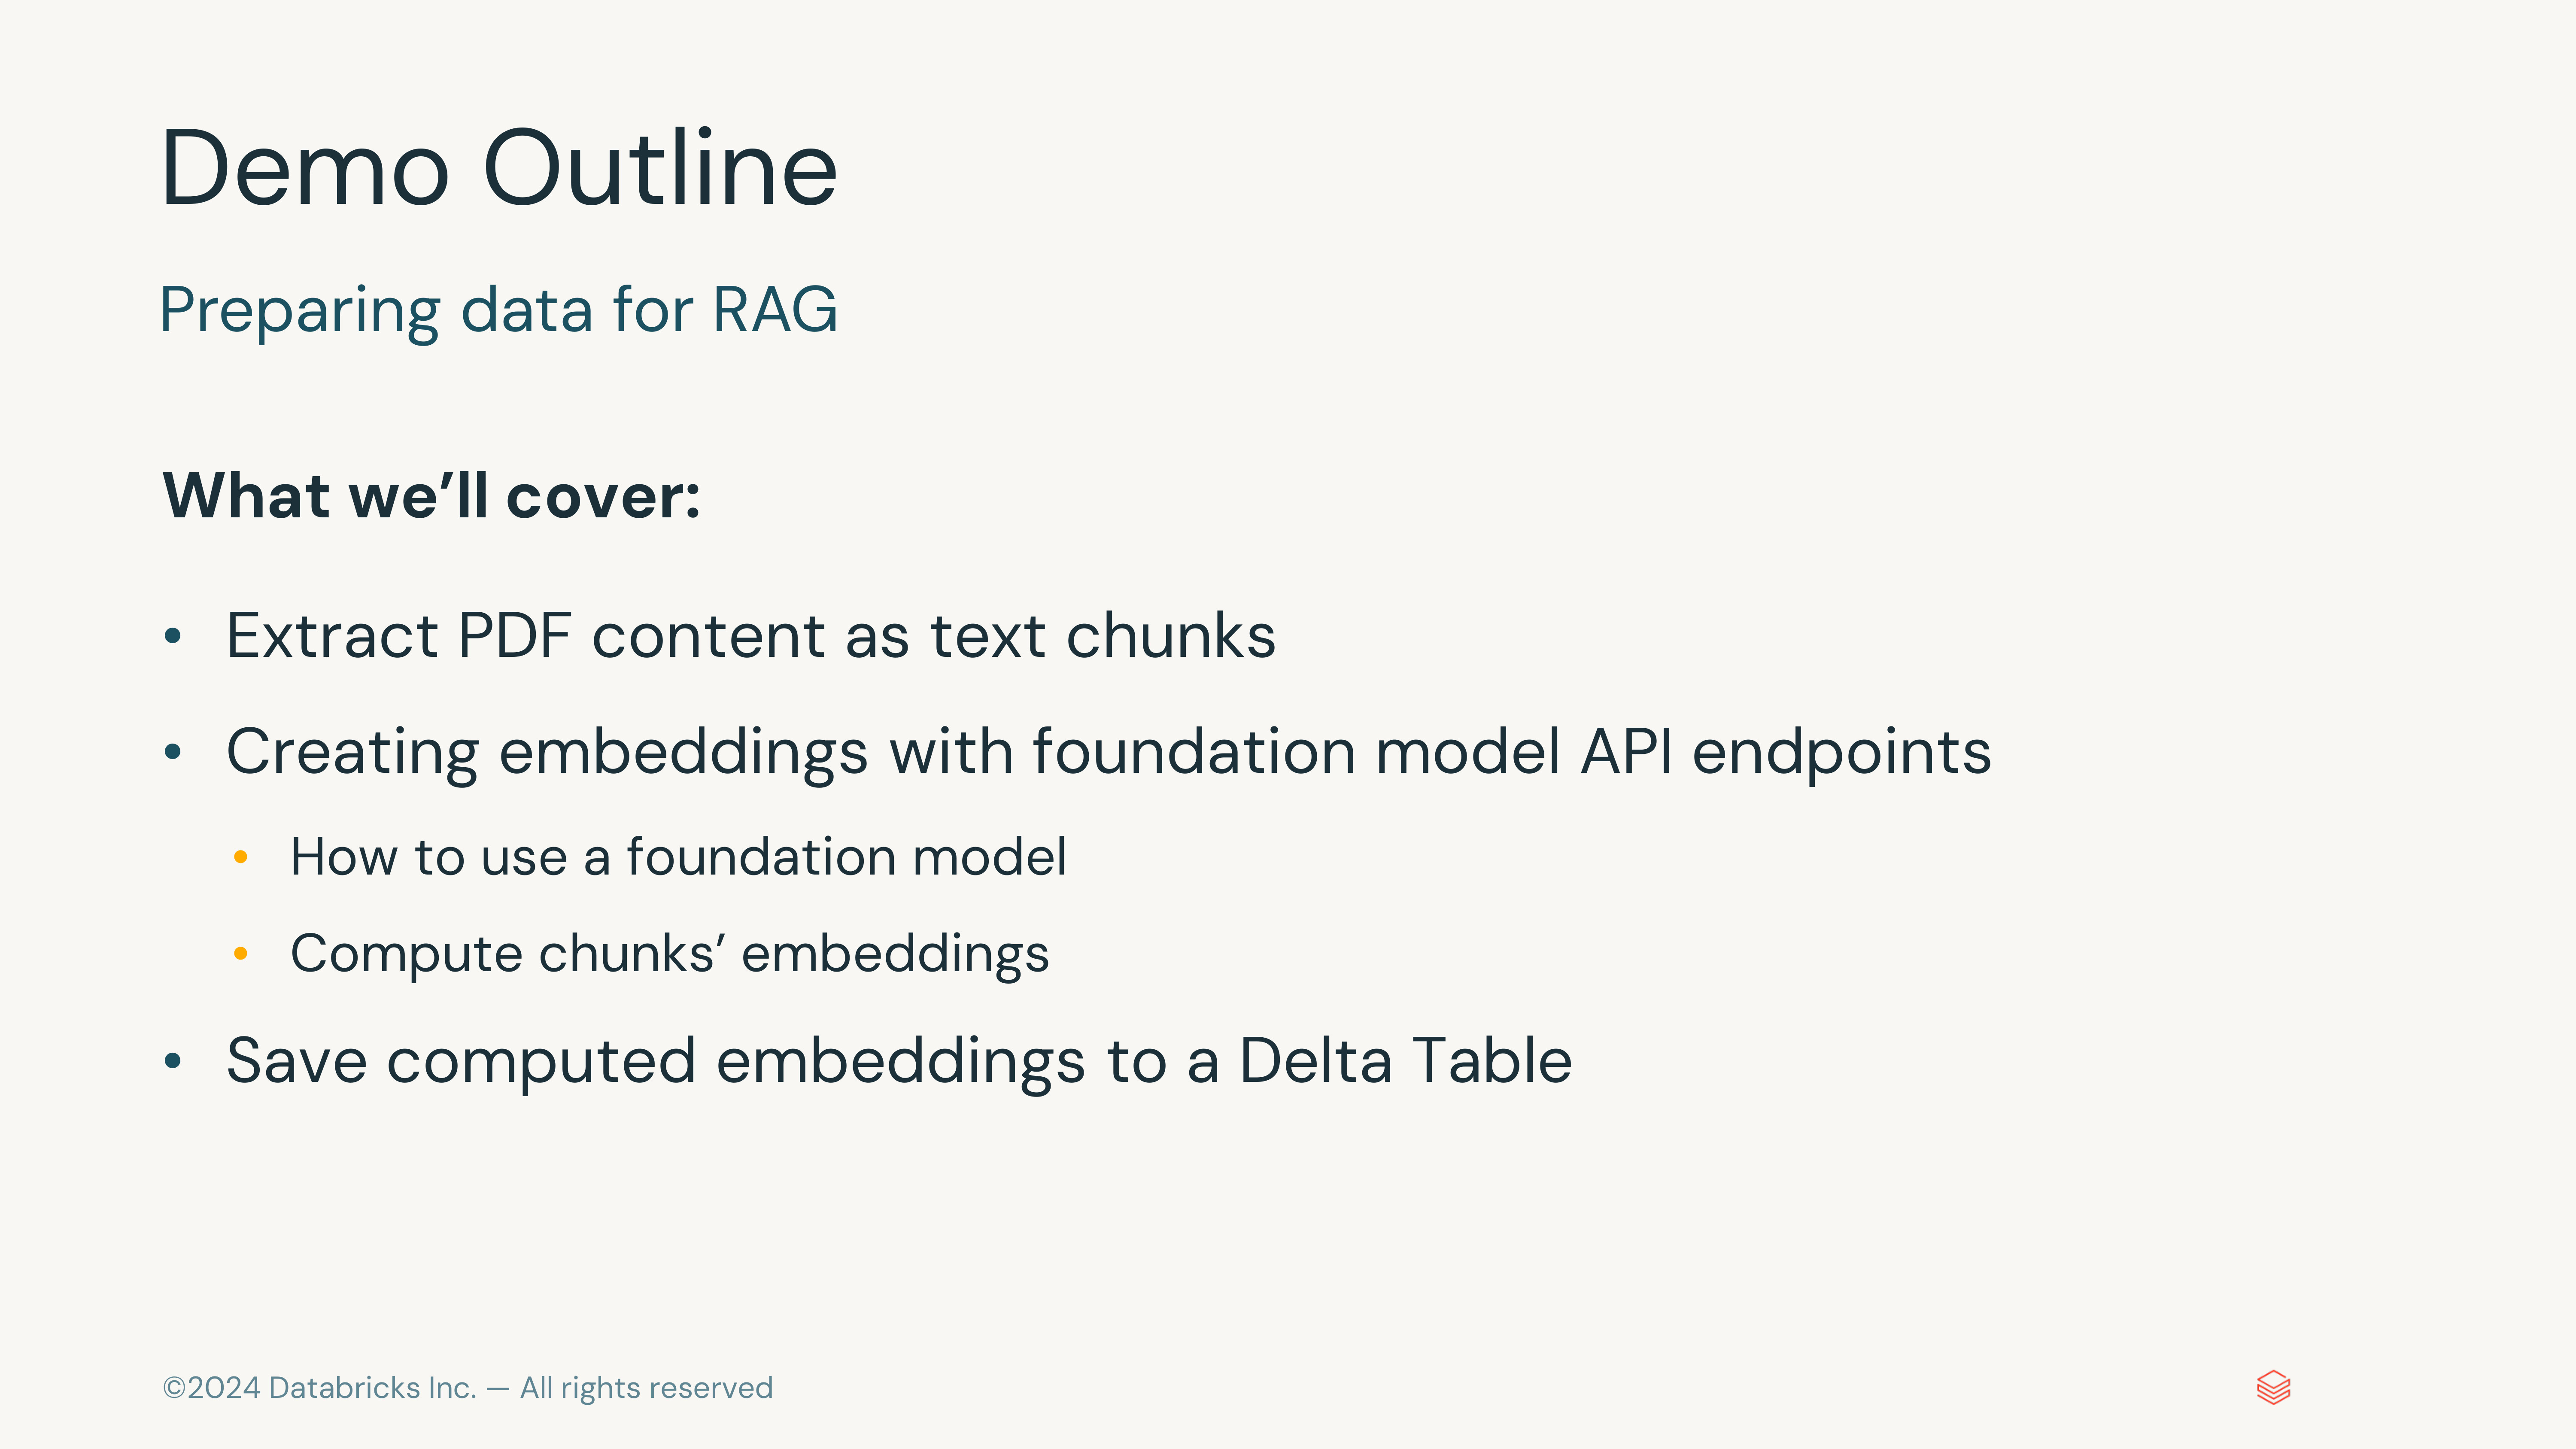 Demo Outline
Preparing data for RAG
What we’ll cover:
• Extract PDF content as text chunks
• Creating embeddings with foundation model API endpoints
• How to use a foundation model
• Compute chunks’ embeddings
• Save computed embeddings to a Delta Table
©2024 Databricks Inc. — All rights reserved